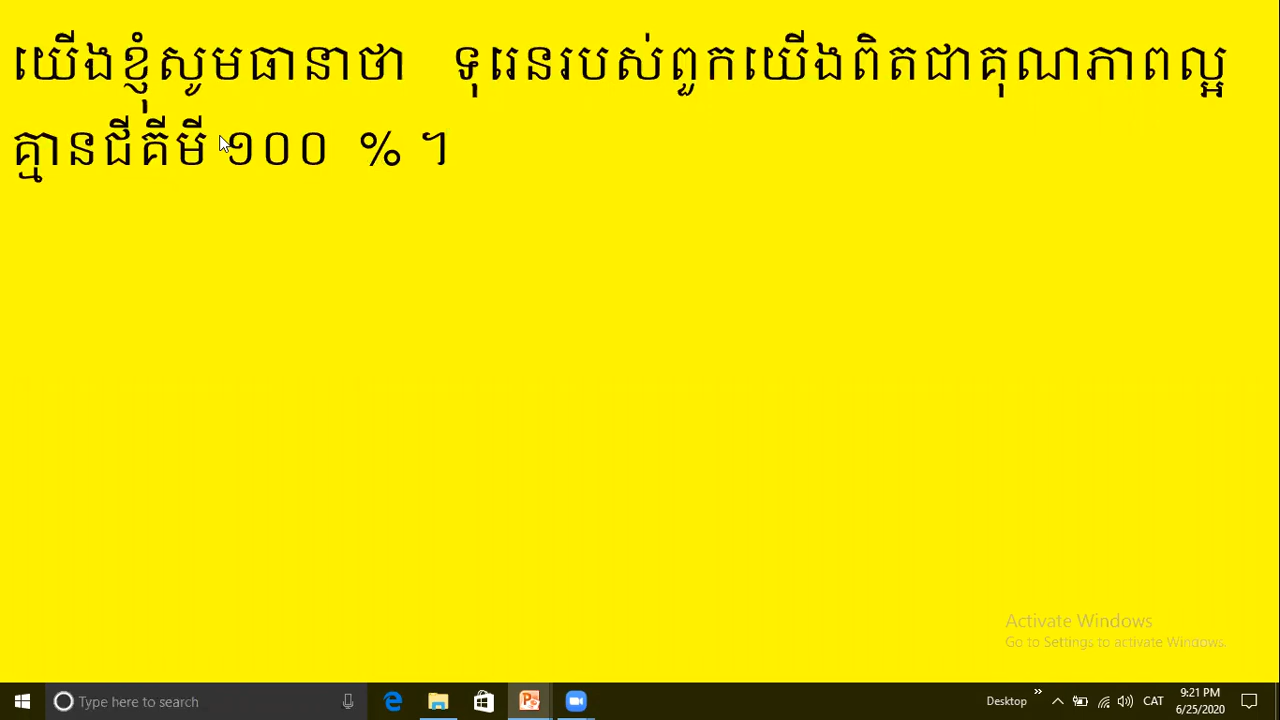 យើងខ្ញុំសូមធានាថា ទុរេនរបស់ពួកយើងពិតជាគុណភាពល្អ
គ្មានជីគីមី ១០០ % ។
Activate Windows
Go to Settings to activate Windows.
Type here to search
Desktop
CAT
9:21 PM
6/25/2020